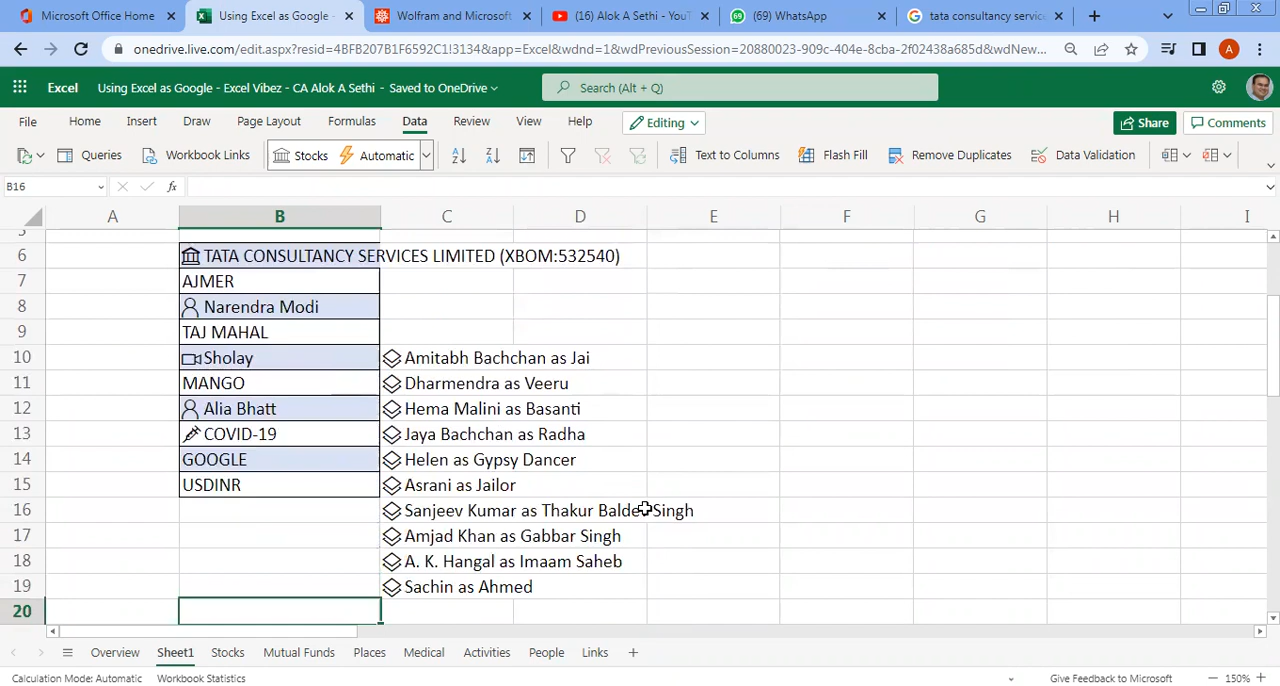 Microsoft Office Home
Using Excel as Google -
Wolfram and Microsoft
(15) Alok A Sethi - YouT
(69) WhatsApp
tata consultancy service
onedrive.live.com/edit.aspx?resid=4BFB207B1F6592C1!3134&app=Excel&wdnd=1&wdPreviousSession=20880023-909c-404e-8cba-2f02438a685d&wdNew...
A
Excel
Using Excel as Google - Excel Vibez - CA Alok A Sethi - Saved to OneDrive
Search (Alt + Q)
File Home Insert Draw Page Layout Formulas Data Review View Help Editing Share Comments
Queries Workbook Links Stocks Automatic Text to Columns Flash Fill Remove Duplicates Data Validation
B16 fx
A B C D E F G H I
6 TATA CONSULTANCY SERVICES LIMITED (XBOM:532540)
7 AJMER
8 Narendra Modi
9 TAJ MAHAL
10 Sholay Amitabh Bachchan as Jai
11 MANGO Dharmendra as Veeru
12 Alia Bhatt Hema Malini as Basanti
13 COVID-19 Jaya Bachchan as Radha
14 GOOGLE Helen as Gypsy Dancer
15 USDINR Asrani as Jailor
16 Sanjeev Kumar as Thakur Singh
17 Amjad Khan as Gabbar Singh
18 A. K. Hangal as Imaam Saheb
19 Sachin as Ahmed
20
Overview Sheet1 Stocks Mutual Funds Places Medical Activities People Links
Calculation Mode: Automatic Workbook Statistics Give Feedback to Microsoft 150%